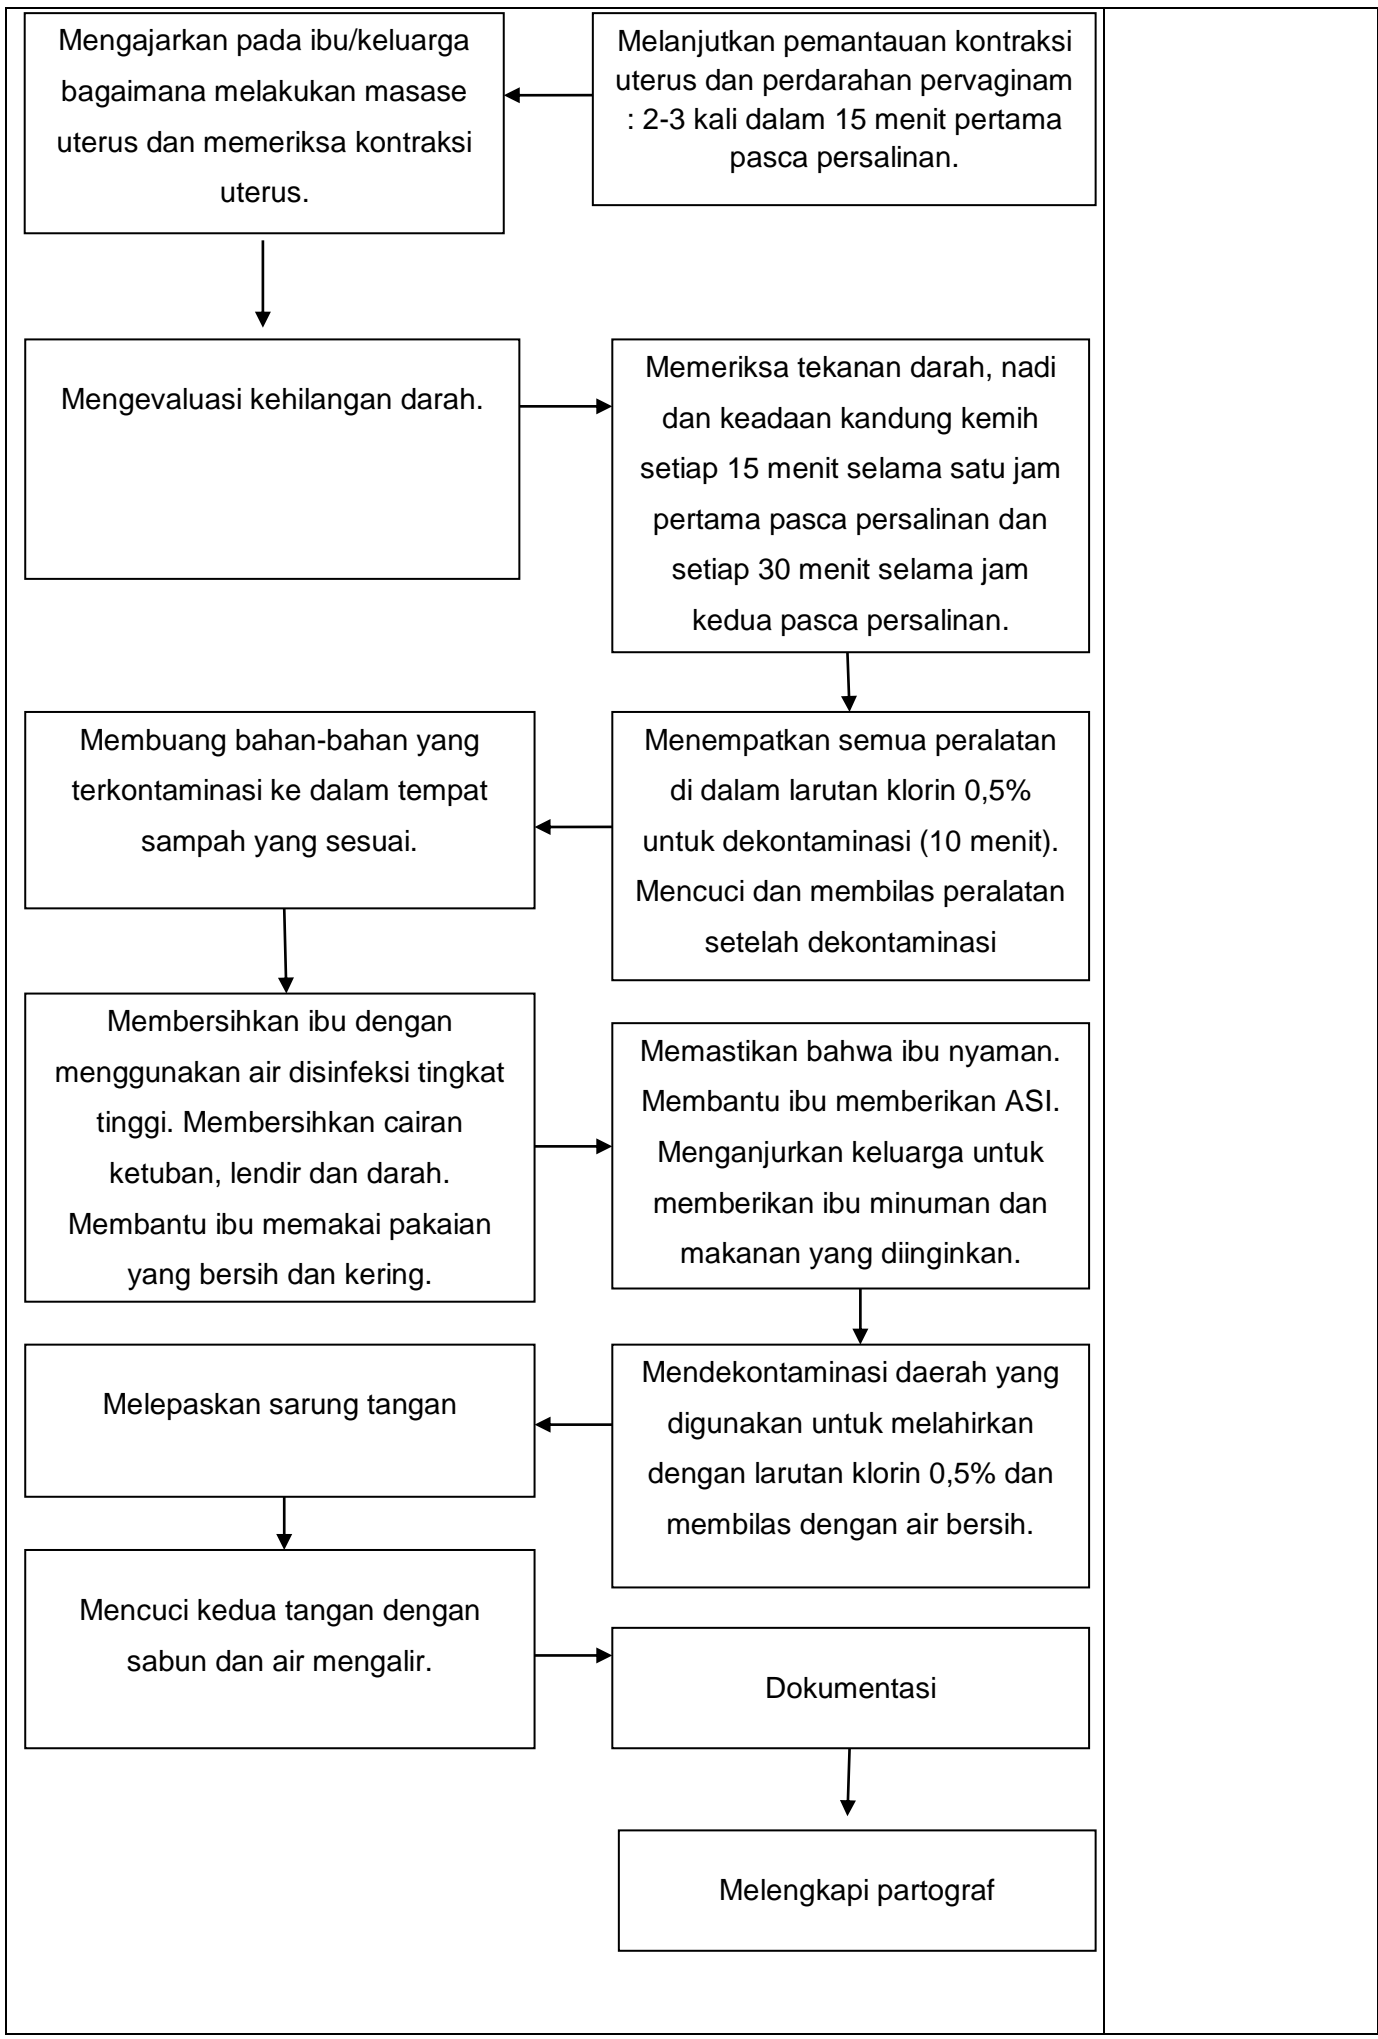 Mengajarkan pada ibu/keluarga
bagaimana melakukan masase
uterus dan memeriksa kontraksi
uterus.
Melanjutkan pemantauan kontraksi
uterus dan perdarahan pervaginam
: 2-3 kali dalam 15 menit pertama
pasca persalinan.
Mengevaluasi kehilangan darah.
Memeriksa tekanan darah, nadi
dan keadaan kandung kemih
setiap 15 menit selama satu jam
pertama pasca persalinan dan
setiap 30 menit selama jam
kedua pasca persalinan.
Membuang bahan-bahan yang
terkontaminasi ke dalam tempat
sampah yang sesuai.
Menempatkan semua peralatan
di dalam larutan klorin 0,5%
untuk dekontaminasi (10 menit).
Mencuci dan membilas peralatan
setelah dekontaminasi
Membersihkan ibu dengan
menggunakan air disinfeksi tingkat
tinggi. Membersihkan cairan
ketuban, lendir dan darah.
Membantu ibu memakai pakaian
yang bersih dan kering.
Memastikan bahwa ibu nyaman.
Membantu ibu memberikan ASI.
Menganjurkan keluarga untuk
memberikan ibu minuman dan
makanan yang diinginkan.
Melepaskan sarung tangan
Mendekontaminasi daerah yang
digunakan untuk melahirkan
dengan larutan klorin 0,5% dan
membilas dengan air bersih.
Mencuci kedua tangan dengan
sabun dan air mengalir.
Dokumentasi
Melengkapi partograf